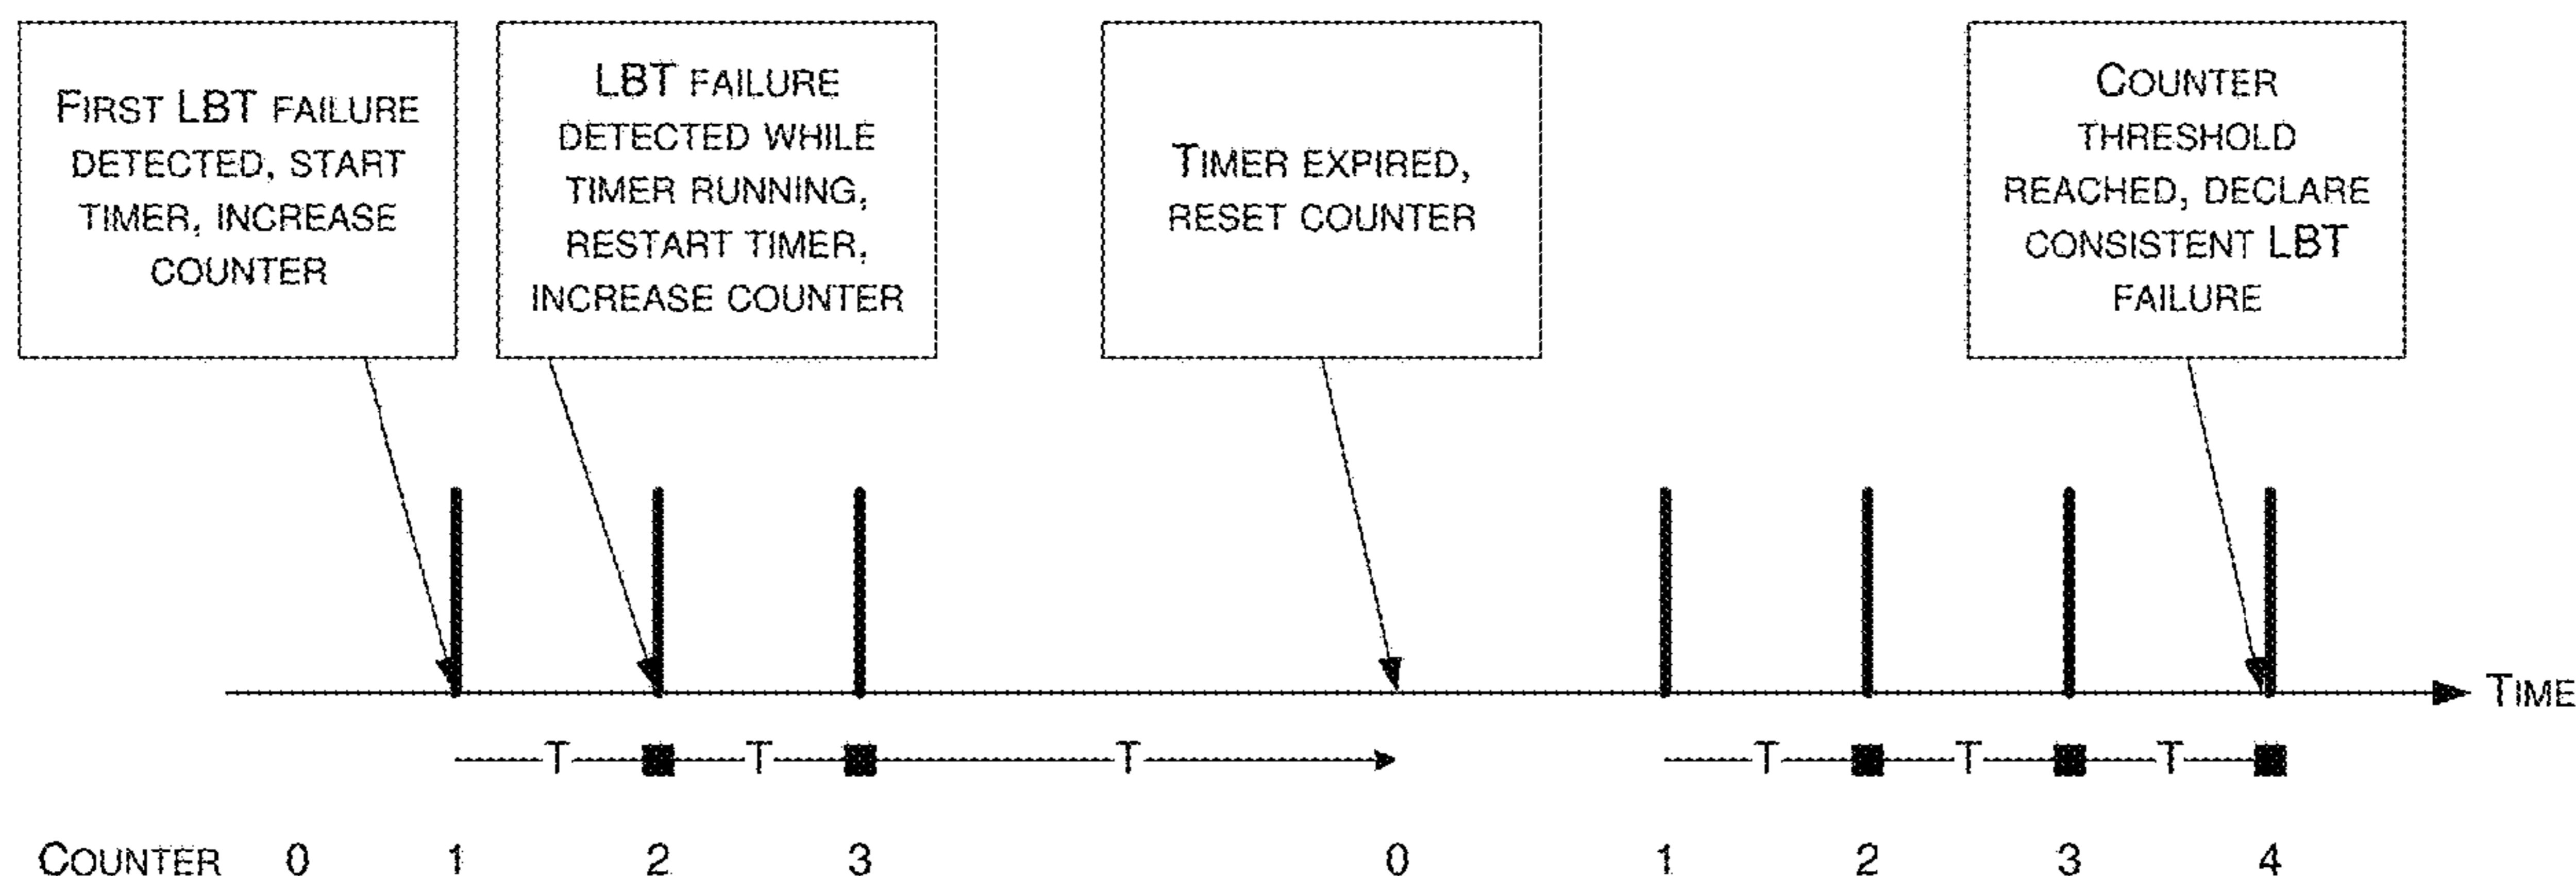 FIRST LBT FAILURE
DETECTED, START
TIMER, INCREASE
COUNTER
LBT FAILURE
DETECTED WHILE
TIMER RUNNING,
RESTART TIMER,
INCREASE COUNTER
TIMER EXPIRED,
RESET COUNTER
COUNTER
THRESHOLD
REACHED, DECLARE
CONSISTENT LBT
FAILURE
TIME
T T T T T T
COUNTER 0 1 2 3 0 1 2 3 4